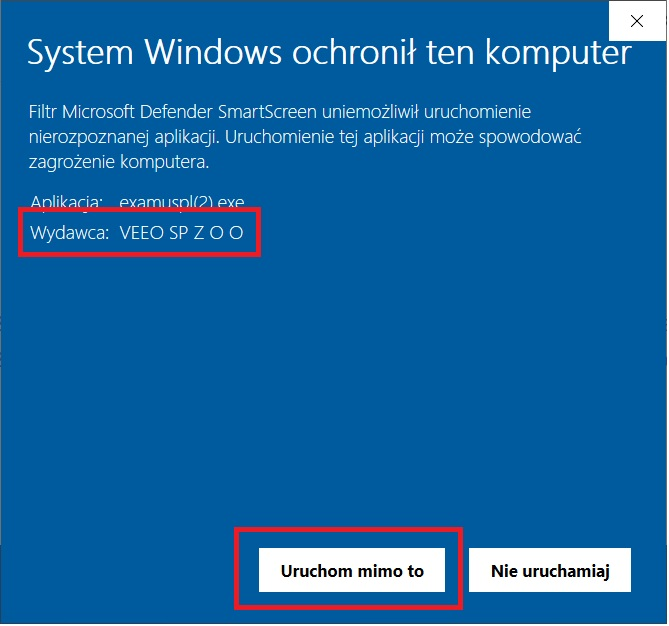 System Windows ochronił ten komputer
Filtr Microsoft Defender SmartScreen uniemożliwił uruchomienie
nierozpoznanej aplikacji. Uruchomienie tej aplikacji może spowodować
zagrożenie komputera.
Aplikacja: examuspl(2).exe
Wydawca: VEEO SP Z O O
Uruchom mimo to
Nie uruchamiaj